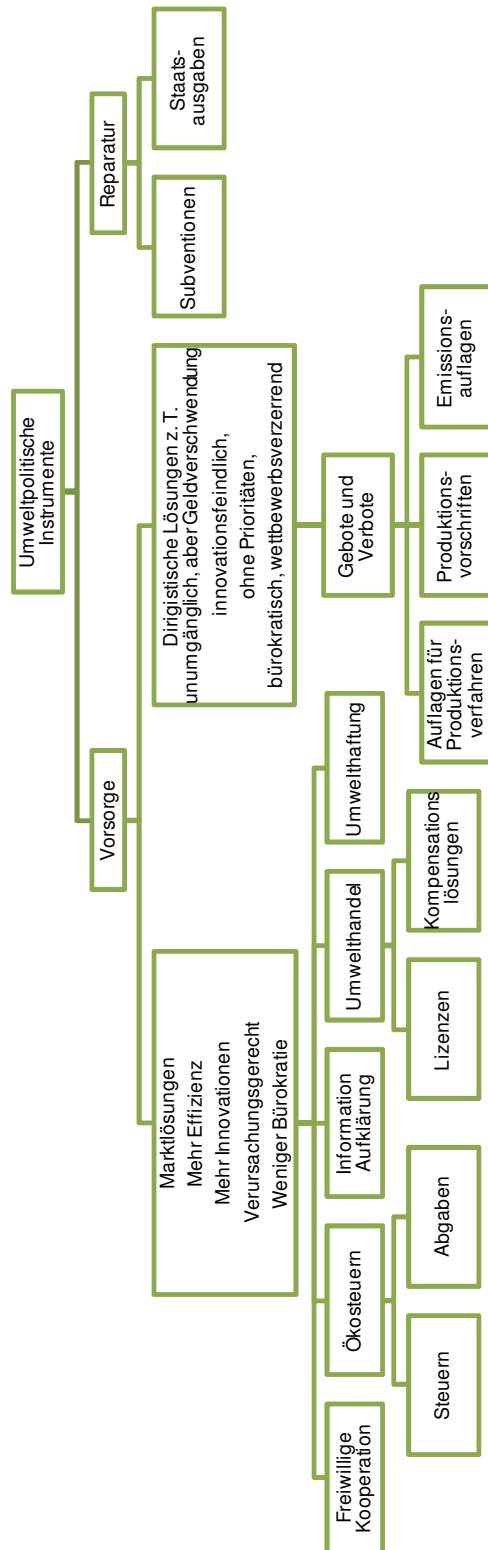 Umweltpolitische
Instrumente
Vorsorge
Reparatur
Marktlösungen
Mehr Effizienz
Mehr Innovationen
Verursachungsgerecht
Weniger Bürokratie
Dirigistische Lösungen z. T.
unumgänglich, aber Geldverschwendung
innovationsfeindlich,
ohne Prioritäten,
bürokratisch, wettbewerbsverzerrend
Subventionen
Staats-
ausgaben
Freiwillige
Kooperation
Ökosteuern
Information
Aufklärung
Umwelthandel
Umwelthaftung
Gebote und
Verbote
Steuern
Abgaben
Lizenzen
Kompensations
lösungen
Auflagen für
Produktions-
verfahren
Produktions-
vorschriften
Emissions-
auflagen